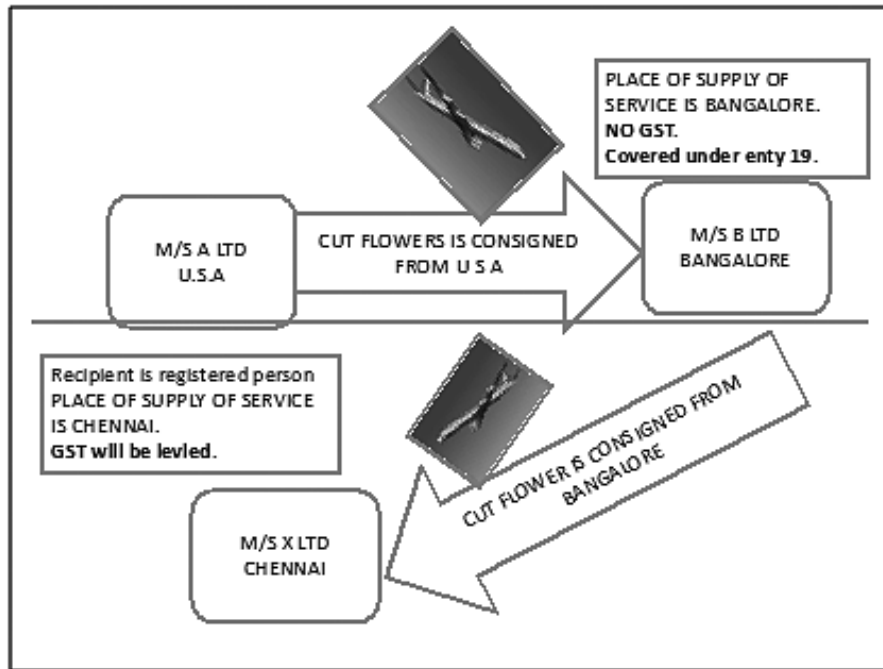 PLACE OF SUPPLY OF
SERVICE IS BANGALORE.
NO GST.
Covered under enty 19.
M/S A LTD
U.S.A
CUT FLOWERS IS CONSIGNED
FROM U S A
M/S B LTD
BANGALORE
Recipient is registered person
PLACE OF SUPPLY OF SERVICE
IS CHENNAI.
GST will be levied.
CUT FLOWER IS CONSIGNED FROM
BANGALORE
M/S X LTD
CHENNAI